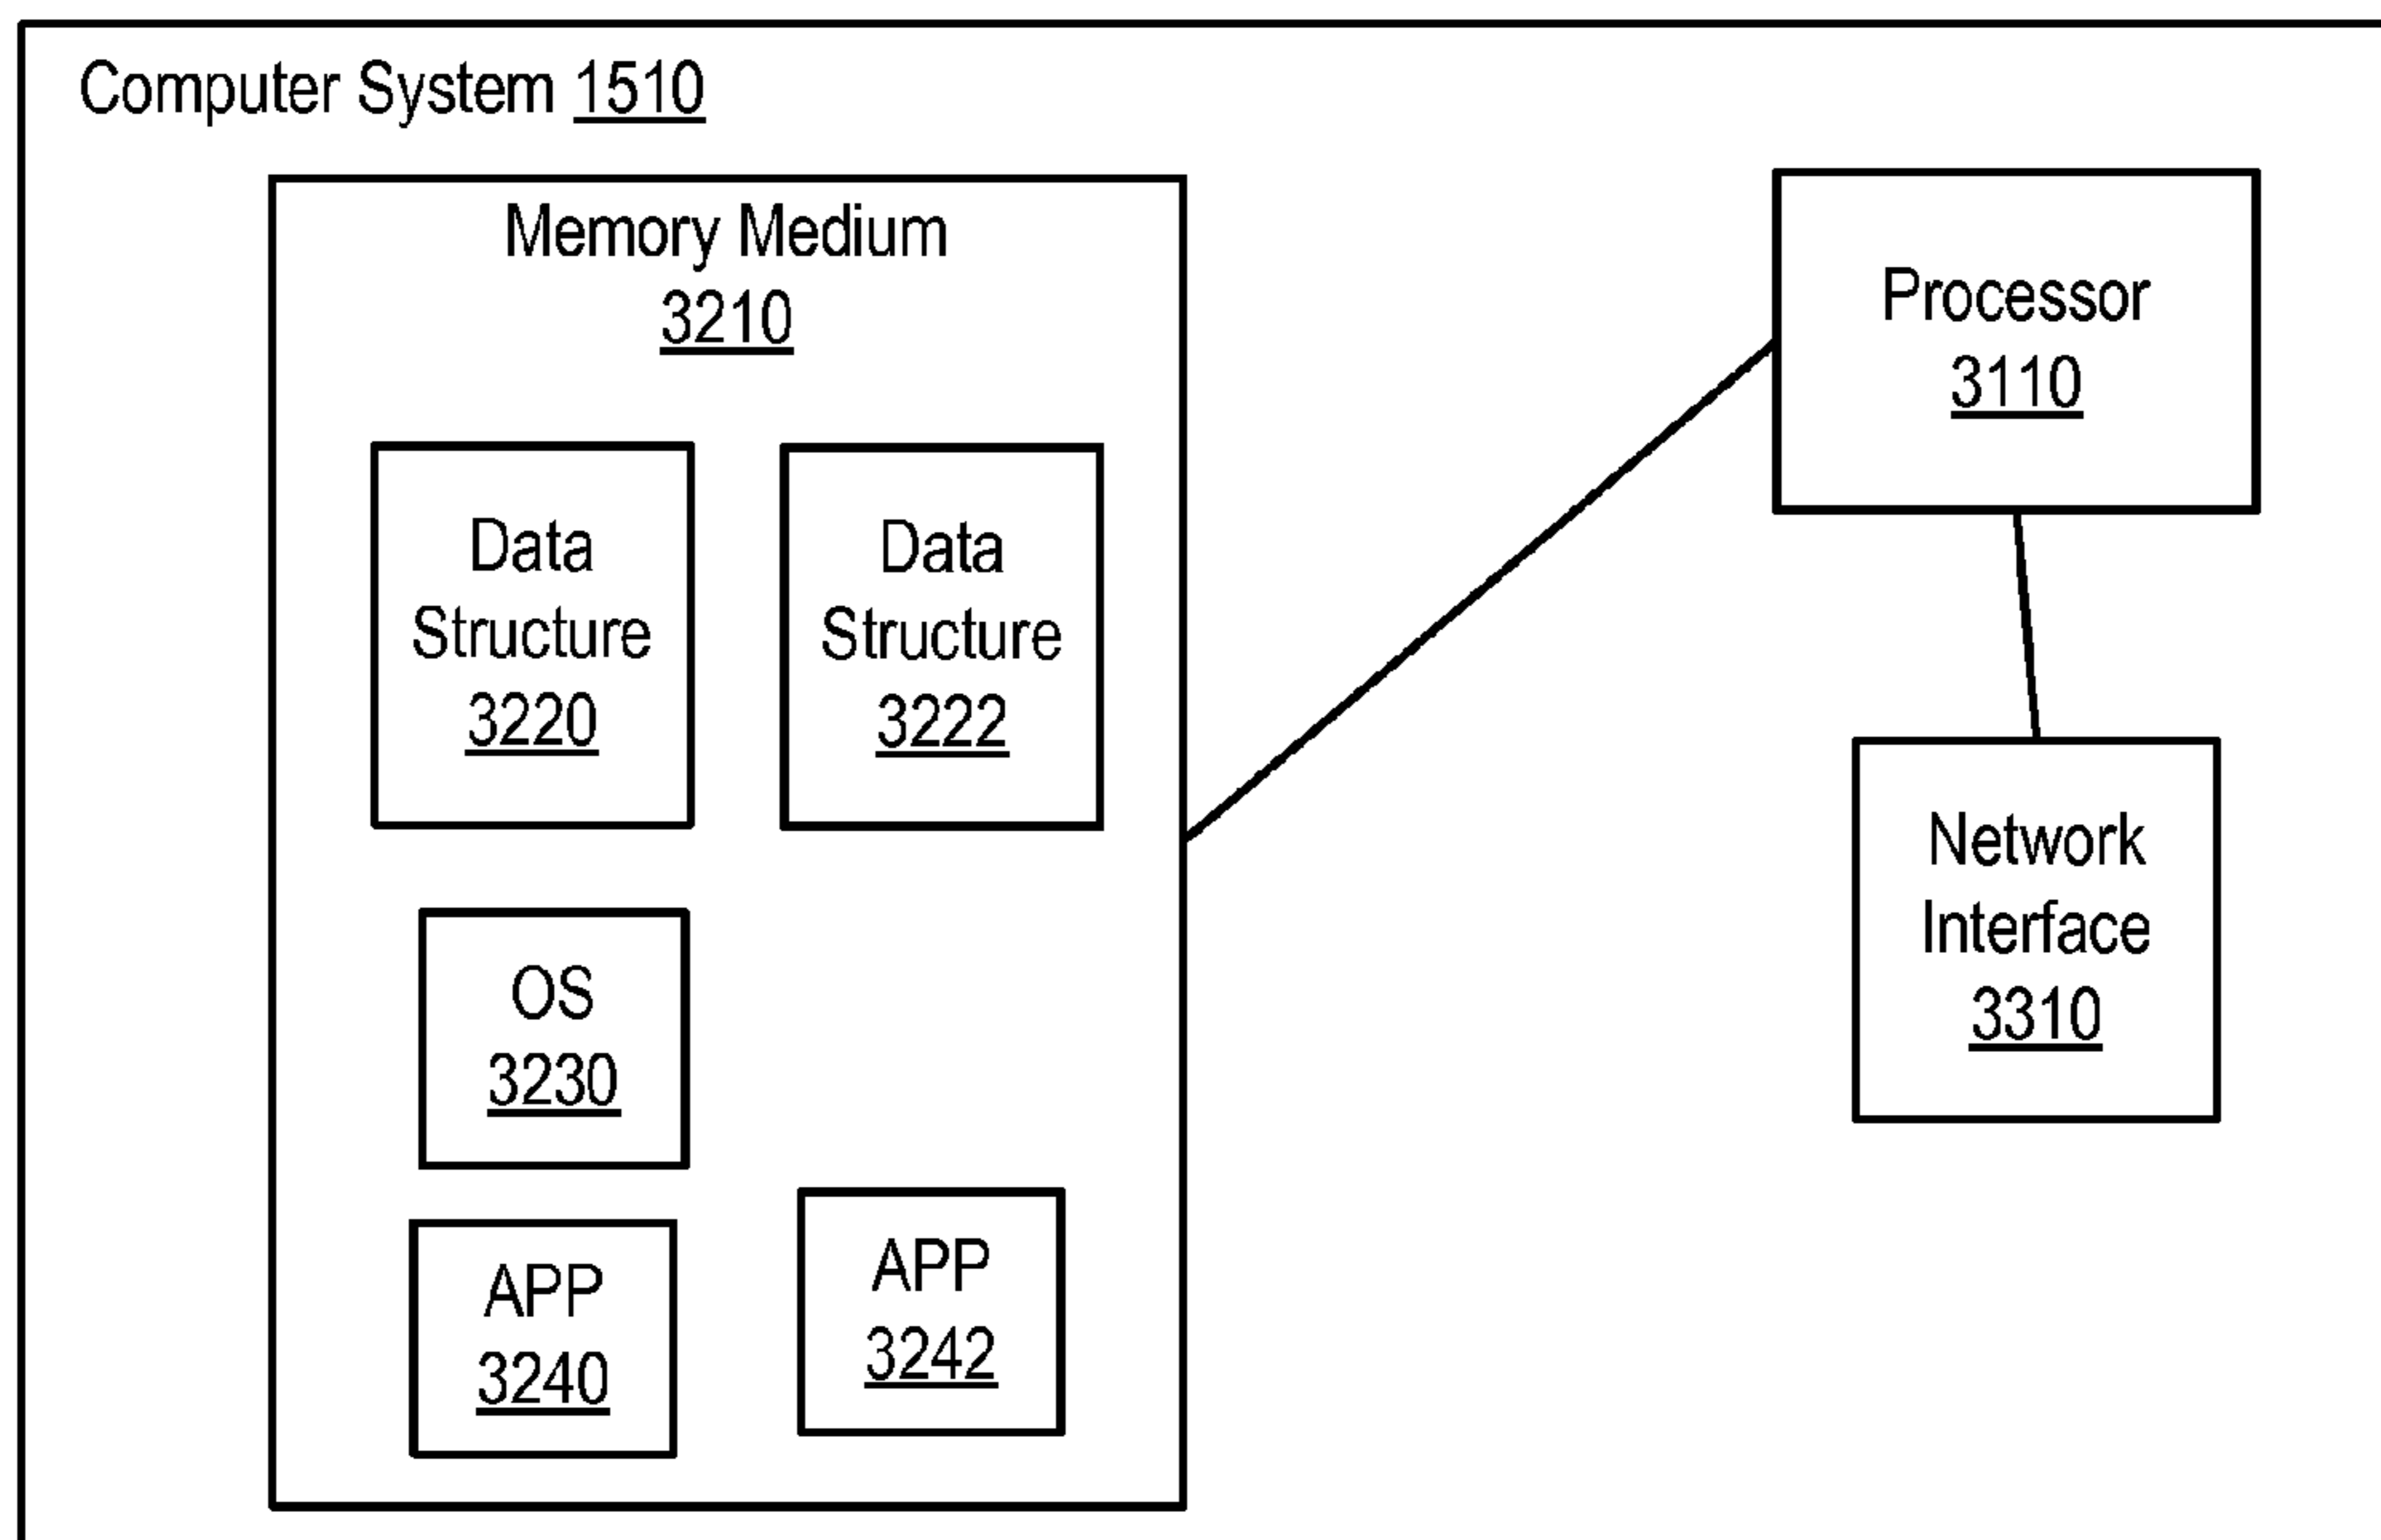 Computer System 1510
Memory Medium
3210
Data
Structure
3220
Data
Structure
3222
OS
3230
APP
3240
APP
3242
Processor
3110
Network
Interface
3310